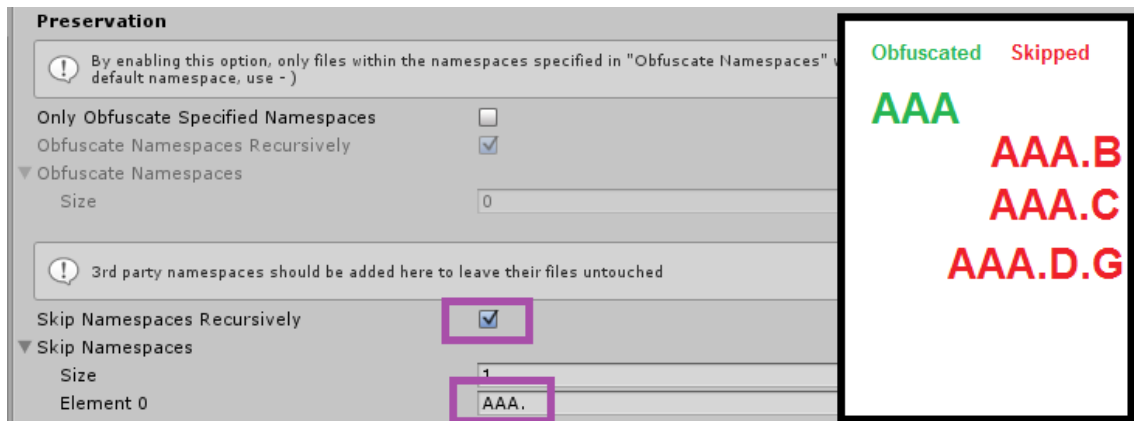 Preservation
By enabling this option, only files within the namespaces specified in "Obfuscate Namespaces"
default namespace, use - )
Only Obfuscate Specified Namespaces
Obfuscate Namespaces Recursively
Obfuscate Namespaces
Size 0
3rd party namespaces should be added here to leave their files untouched
Skip Namespaces Recursively
Skip Namespaces
Size 1
Element 0 AAA.
Obfuscated Skipped
AAA
AAA.B
AAA.C
AAA.D.G